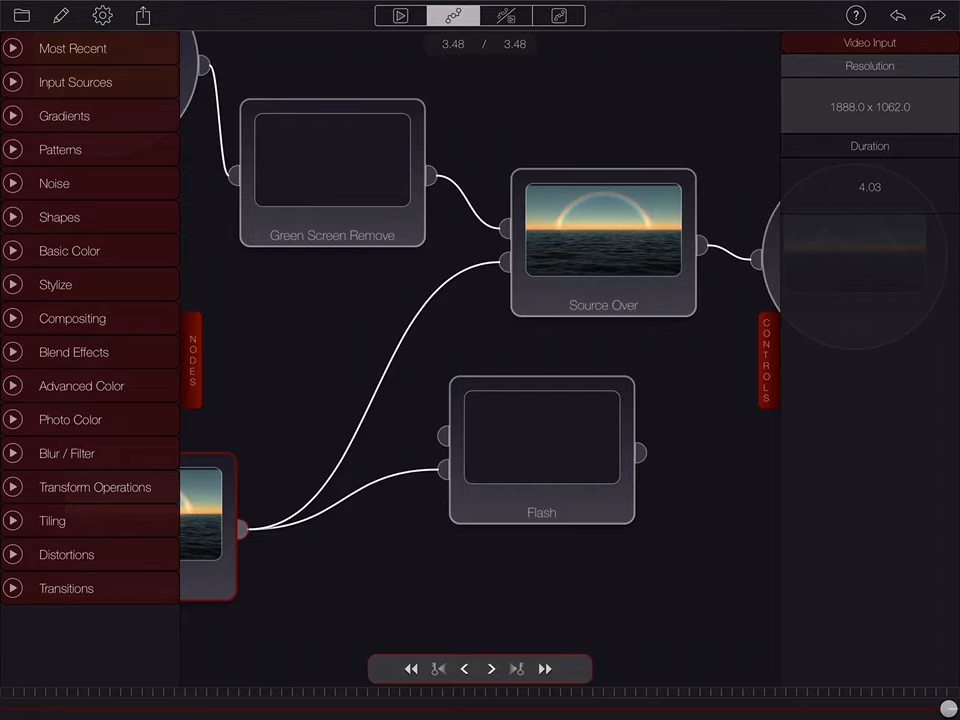 ?
3.48 / 3.48
Most Recent
Input Sources
Gradients
Patterns
Noise
Shapes
Basic Color
Stylize
Compositing
Blend Effects
Advanced Color
Photo Color
Blur / Filter
Transform Operations
Tiling
Distortions
Transitions
NODES
Green Screen Remove
Source Over
Flash
CONTROLS
Video Input
Resolution
1888.0 x 1062.0
Duration
4.03